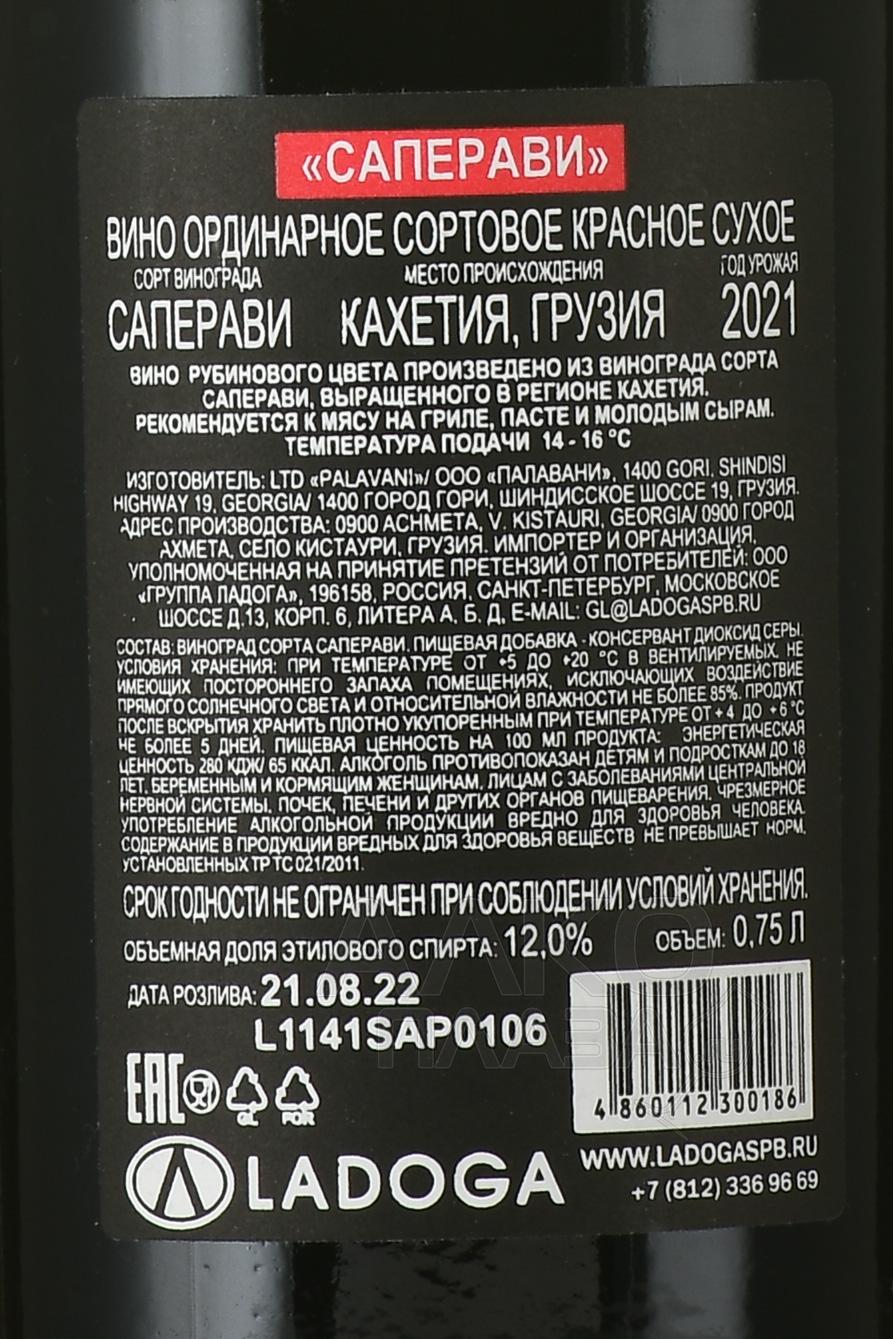 «САПЕРАВИ»
ВИНО ОРДИНАРНОЕ СОРТОВОЕ КРАСНОЕ СУХОЕ
СОРТ ВИНОГРАДА МЕСТО ПРОИСХОЖДЕНИЯ ГОД УРОЖАЯ
САПЕРАВИ КАХЕТИЯ, ГРУЗИЯ 2021
ВИНО РУБИНОВОГО ЦВЕТА ПРОИЗВЕДЕНО ИЗ ВИНОГРАДА СОРТА
САПЕРАВИ, ВЫРАЩЕННОГО В РЕГИОНЕ КАХЕТИЯ.
РЕКОМЕНДУЕТСЯ К МЯСУ НА ГРИЛЕ, ПАСТЕ И МОЛОДЫМ СЫРАМ.
ТЕМПЕРАТУРА ПОДАЧИ 14 - 16 °C
ИЗГОТОВИТЕЛЬ: LTD «PALAVANI»/ ООО «ПАЛАВАНИ», 1400 GORI, SHINDISI
HIGHWAY 19, GEORGIA/ 1400 ГОРОД ГОРИ, ШИНДИССКОЕ ШОССЕ 19, ГРУЗИЯ.
АДРЕС ПРОИЗВОДСТВА: 0900 ACHMETA, V. KISTAURI, GEORGIA/ 0900 ГОРОД
АХМЕТА, СЕЛО КИСТАУРИ, ГРУЗИЯ. ИМПОРТЕР И ОРГАНИЗАЦИЯ,
УПОЛНОМОЧЕННАЯ НА ПРИНЯТИЕ ПРЕТЕНЗИЙ ОТ ПОТРЕБИТЕЛЕЙ: ООО
«ГРУППА ЛАДОГА», 196158, РОССИЯ, САНКТ-ПЕТЕРБУРГ, МОСКОВСКОЕ
ШОССЕ Д.13, КОРП. 6, ЛИТЕРА А, Б, Д, E-MAIL: GL@LADOGASPB.RU
СОСТАВ: ВИНОГРАД СОРТА САПЕРАВИ. ПИЩЕВАЯ ДОБАВКА - КОНСЕРВАНТ ДИОКСИД СЕРЫ.
УСЛОВИЯ ХРАНЕНИЯ: ПРИ ТЕМПЕРАТУРЕ ОТ +5 ДО +20 °C В ВЕНТИЛИРУЕМЫХ, НЕ
ИМЕЮЩИХ ПОСТОРОННЕГО ЗАПАХА ПОМЕЩЕНИЯХ, ИСКЛЮЧАЮЩИХ ВОЗДЕЙСТВИЕ
ПРЯМОГО СОЛНЕЧНОГО СВЕТА И ОТНОСИТЕЛЬНОЙ ВЛАЖНОСТИ НЕ БОЛЕЕ 85%. ПРОДУКТ
ПОСЛЕ ВСКРЫТИЯ ХРАНИТЬ ПЛОТНО УКУПОРЕННЫМ ПРИ ТЕМПЕРАТУРЕ ОТ + 4 ДО +6 °C
НЕ БОЛЕЕ 5 ДНЕЙ. ПИЩЕВАЯ ЦЕННОСТЬ НА 100 МЛ ПРОДУКТА: ЭНЕРГЕТИЧЕСКАЯ
ЦЕННОСТЬ 280 КДЖ/ 65 ККАЛ. АЛКОГОЛЬ ПРОТИВОПОКАЗАН ДЕТЯМ И ПОДРОСТКАМ ДО 18
ЛЕТ, БЕРЕМЕННЫМ И КОРМЯЩИМ ЖЕНЩИНАМ, ЛИЦАМ С ЗАБОЛЕВАНИЯМИ ЦЕНТРАЛЬНОЙ
НЕРВНОЙ СИСТЕМЫ, ПОЧЕК, ПЕЧЕНИ И ДРУГИХ ОРГАНОВ ПИЩЕВАРЕНИЯ. ЧРЕЗМЕРНОЕ
УПОТРЕБЛЕНИЕ АЛКОГОЛЬНОЙ ПРОДУКЦИИ ВРЕДНО ДЛЯ ЗДОРОВЬЯ ЧЕЛОВЕКА.
СОДЕРЖАНИЕ В ПРОДУКЦИИ ВРЕДНЫХ ДЛЯ ЗДОРОВЬЯ ВЕЩЕСТВ НЕ ПРЕВЫШАЕТ НОРМ,
УСТАНОВЛЕННЫХ ТР ТС 021/2011.
СРОК ГОДНОСТИ НЕ ОГРАНИЧЕН ПРИ СОБЛЮДЕНИИ УСЛОВИЙ ХРАНЕНИЯ.
ОБЪЕМНАЯ ДОЛЯ ЭТИЛОВОГО СПИРТА: 12,0% ОБЪЕМ: 0,75 Л
ДАТА РОЗЛИВА: 21.08.22
L1141SAP0106
АЛКО
ПЛАЗА
4 860112 300186
EAC GL FOR
LADOGA
WWW.LADOGASPB.RU
+7 (812) 336 96 69